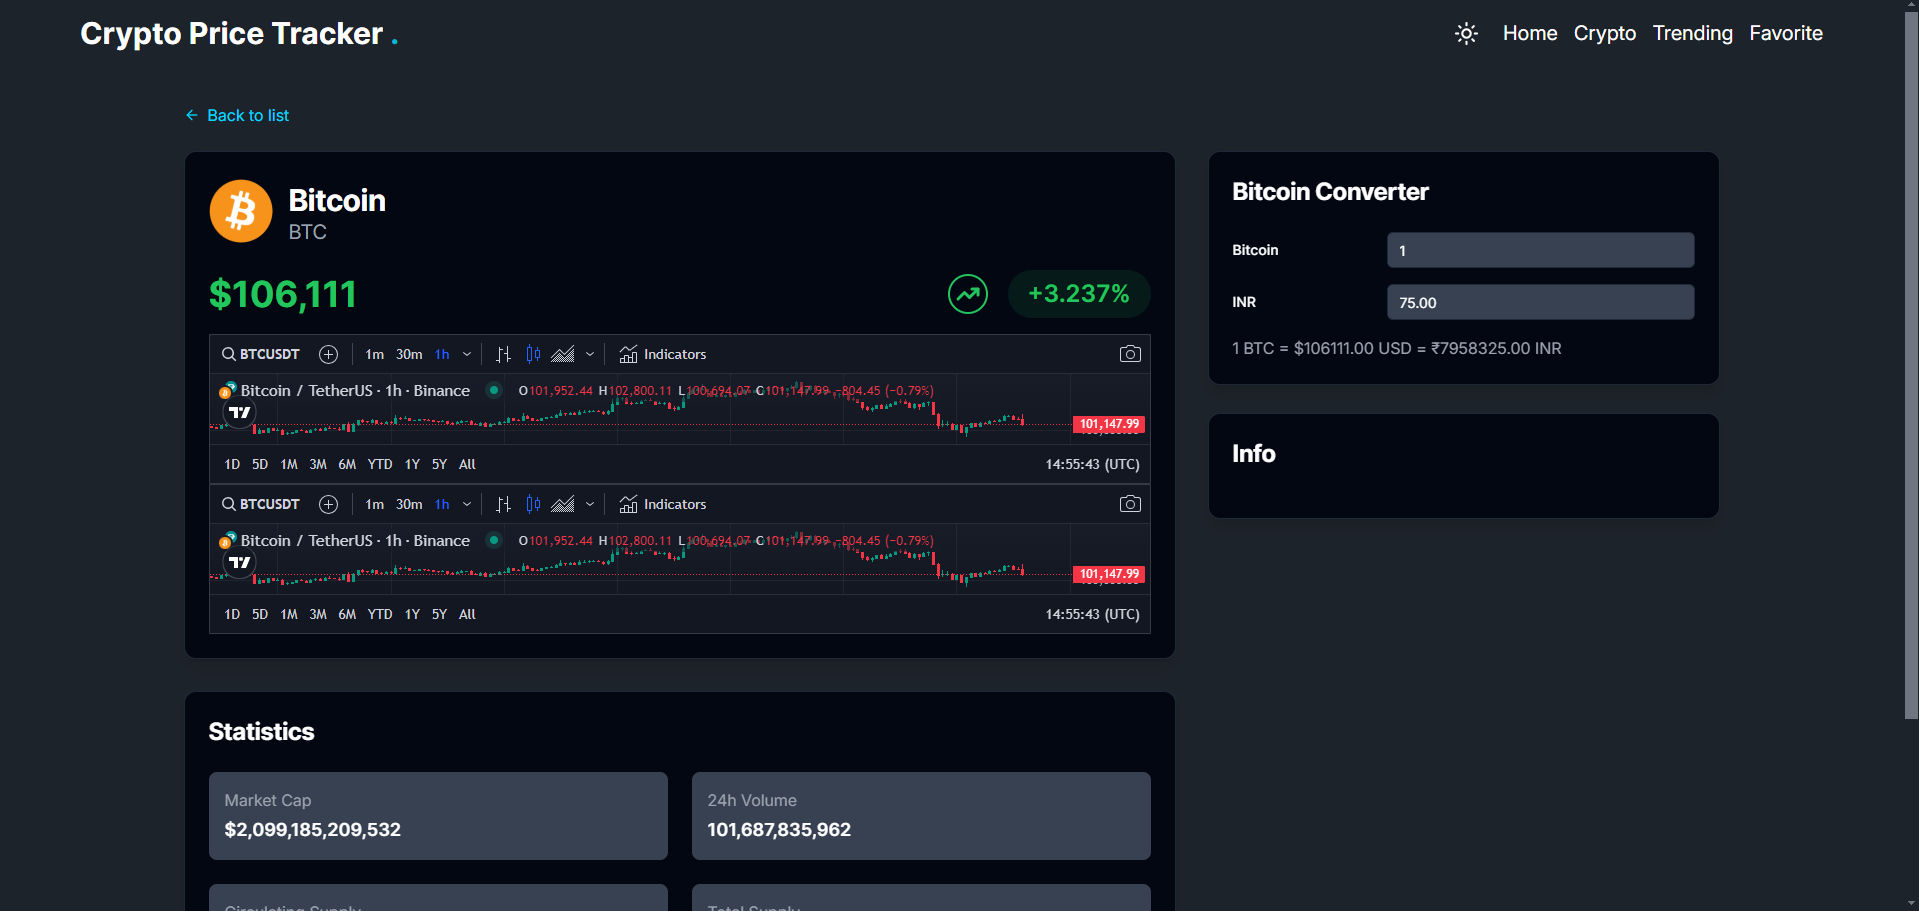 Crypto Price Tracker .
Home Crypto Trending Favorite
Back to list
Bitcoin
BTC
$106,111
+3.237%
BTCUSDT 1m 30m 1h Indicators
Bitcoin / TetherUS · 1h · Binance O101,952.44 H102,800.11 L100,694.07 C101,147.99 −804.45 (−0.79%)
101,147.99
1D 5D 1M 3M 6M YTD 1Y 5Y All 14:55:43 (UTC)
BTCUSDT 1m 30m 1h Indicators
Bitcoin / TetherUS · 1h · Binance O101,952.44 H102,800.11 L100,694.07 C101,147.99 −804.45 (−0.79%)
101,147.99
1D 5D 1M 3M 6M YTD 1Y 5Y All 14:55:43 (UTC)
Bitcoin Converter
Bitcoin 1
INR 75.00
1 BTC = $106111.00 USD = ₹7958325.00 INR
Info
Statistics
Market Cap
$2,099,185,209,532
24h Volume
101,687,835,962
Circulating Supply
Total Supply